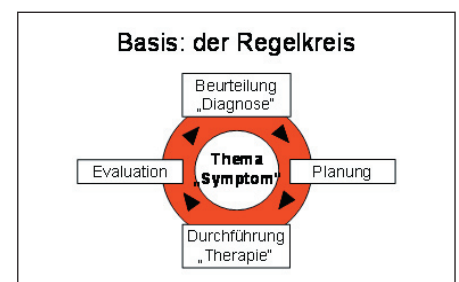 Basis: der Regelkreis
Beurteilung
„Diagnose"
Evaluation
Thema
„Symptom"
Planung
Durchführung
„Therapie"